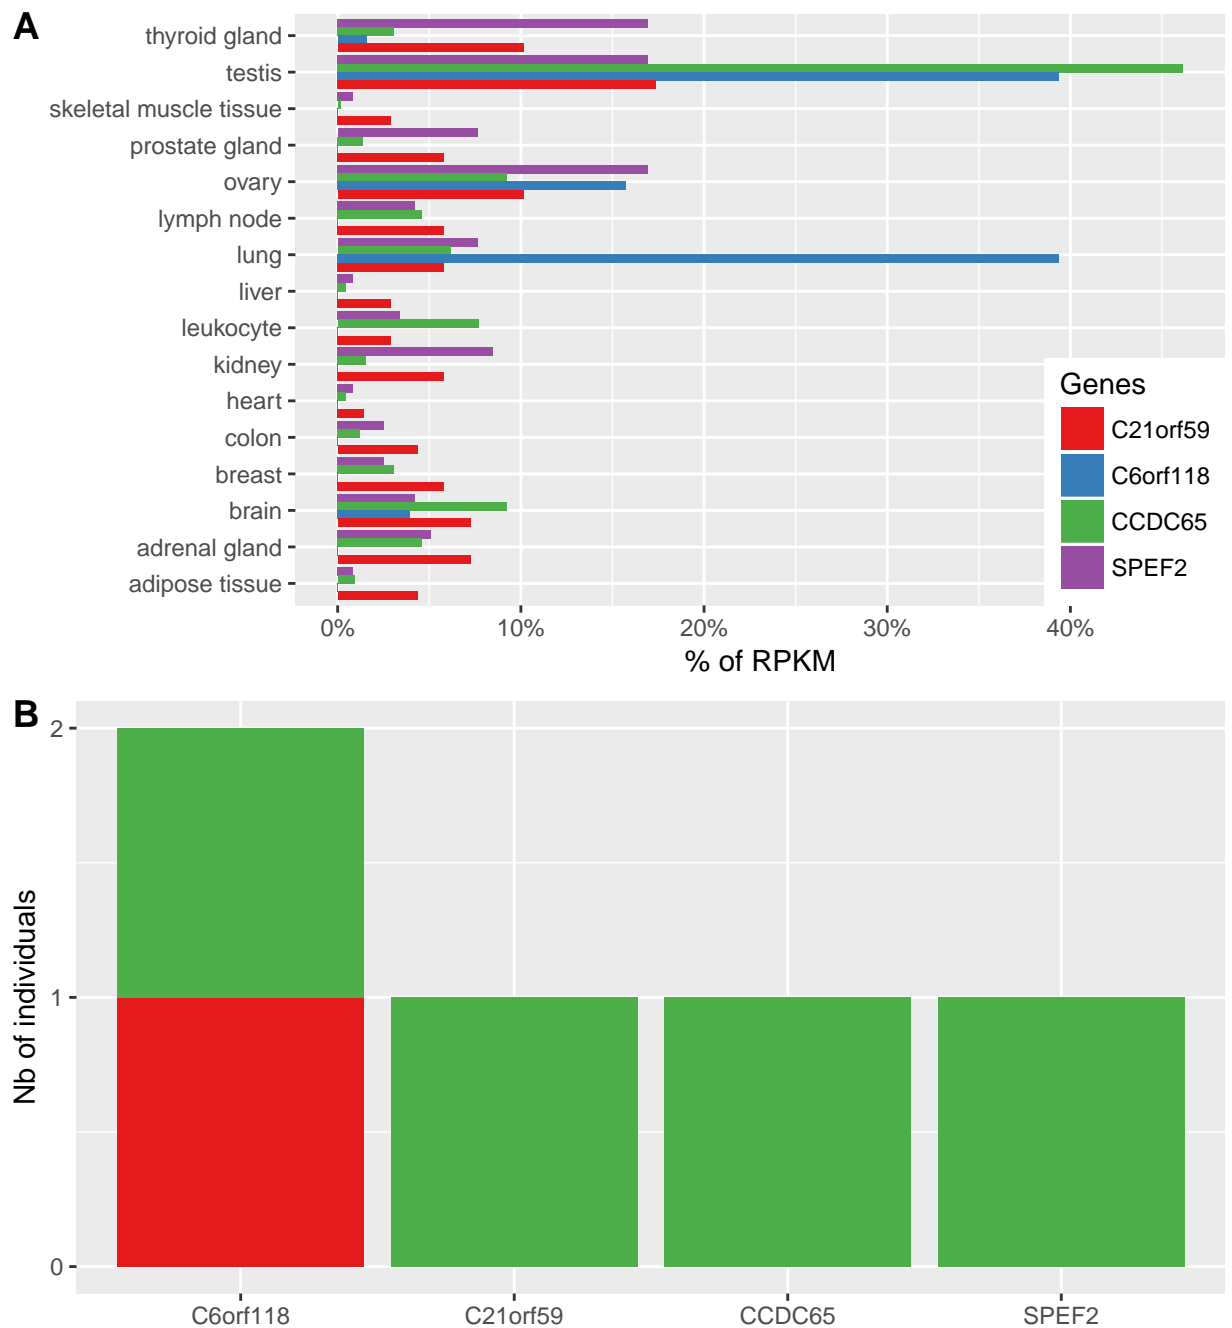 A
thyroid gland
testis
skeletal muscle tissue
prostate gland
ovary
lymph node
lung
liver
leukocyte
kidney
heart
colon
breast
brain
adrenal gland
adipose tissue
0% 10% 20% 30% 40%
% of RPKM
Genes
C21orf59
C6orf118
CCDC65
SPEF2
B
2
1
0
Nb of individuals
C6orf118 C21orf59 CCDC65 SPEF2